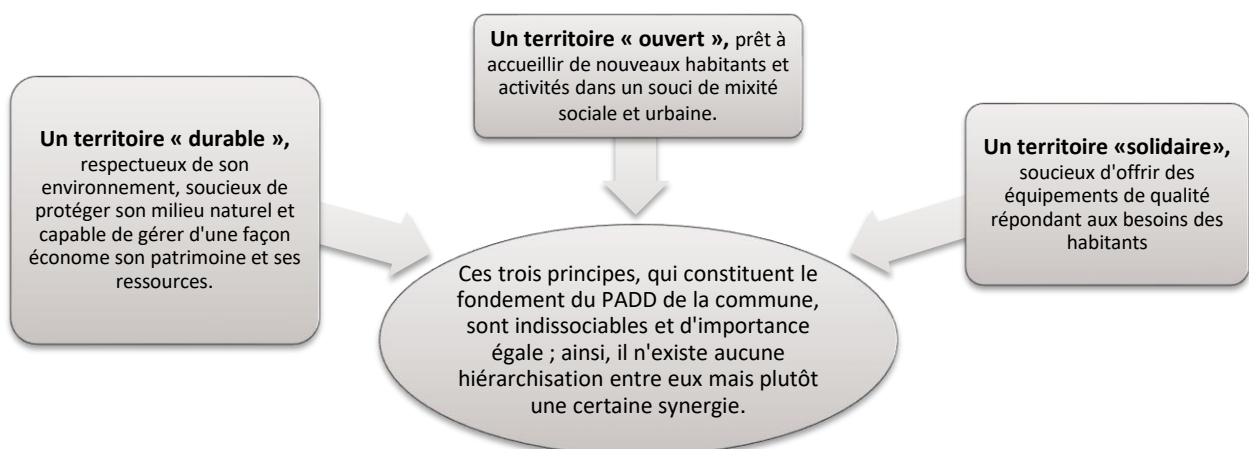 Un territoire « ouvert », prêt à
accueillir de nouveaux habitants et
activités dans un souci de mixité
sociale et urbaine.
Un territoire « durable »,
respectueux de son
environnement, soucieux de
protéger son milieu naturel et
capable de gérer d'une façon
économe son patrimoine et ses
ressources.
Un territoire «solidaire»,
soucieux d'offrir des
équipements de qualité
répondant aux besoins des
habitants
Ces trois principes, qui constituent le
fondement du PADD de la commune,
sont indissociables et d'importance
égale ; ainsi, il n'existe aucune
hiérarchisation entre eux mais plutôt
une certaine synergie.